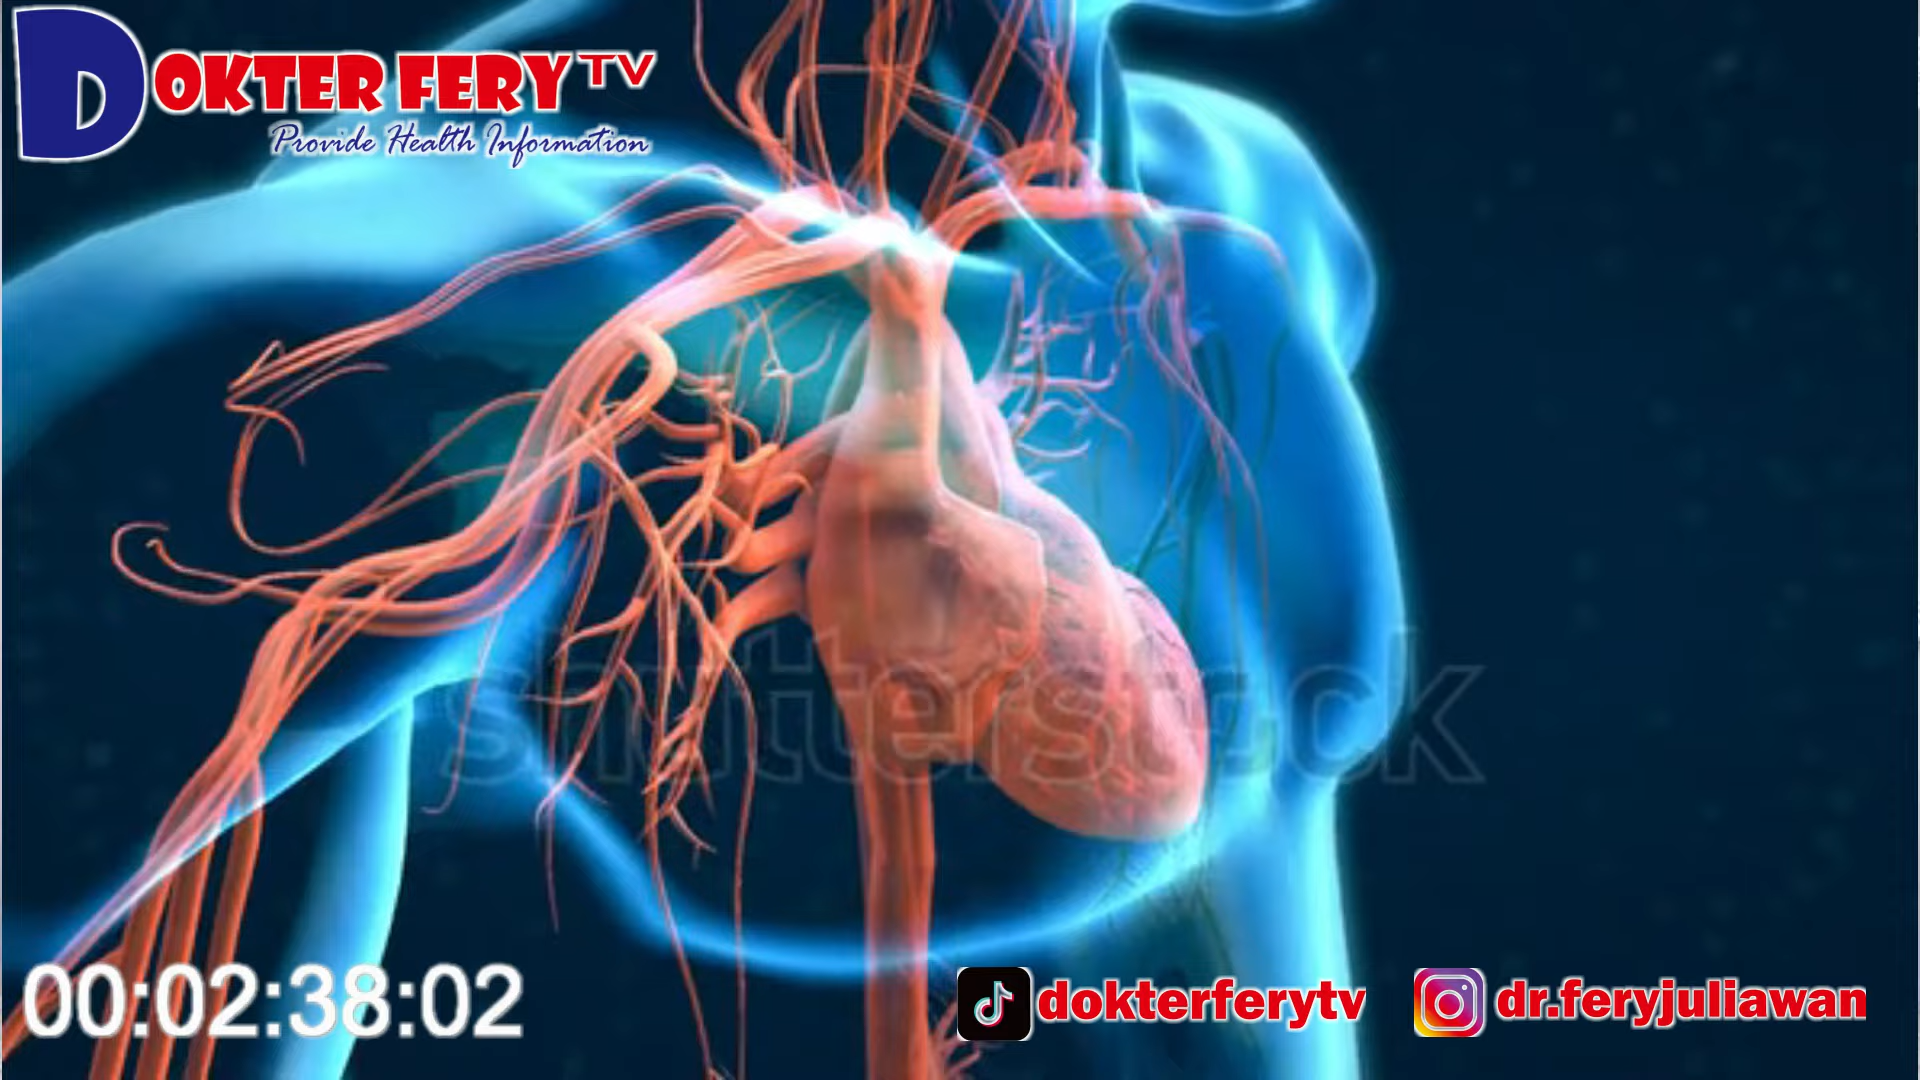 DOKTER FERY TV
Provide Health Information
shutterstock
00:02:38:02
dokterferytv
dr.feryjuliawan